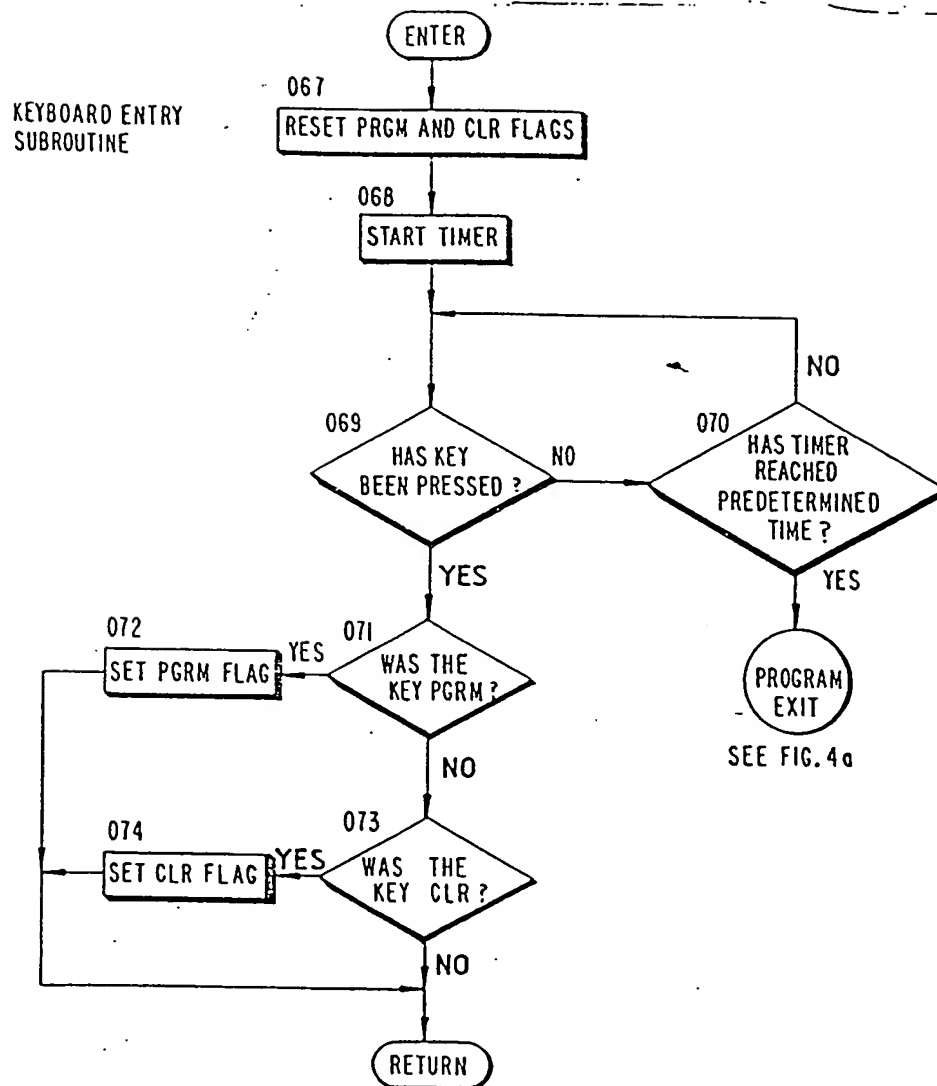 ENTER
KEYBOARD ENTRY
SUBROUTINE
067
RESET PRGM AND CLR FLAGS
068
START TIMER
NO
069
HAS KEY
BEEN PRESSED ?
NO
070
HAS TIMER
REACHED
PREDETERMINED
TIME ?
YES
YES
PROGRAM
EXIT
SEE FIG. 4a
071
WAS THE
KEY PGRM ?
YES
072
SET PGRM FLAG
NO
073
WAS THE
KEY CLR ?
YES
074
SET CLR FLAG
NO
RETURN